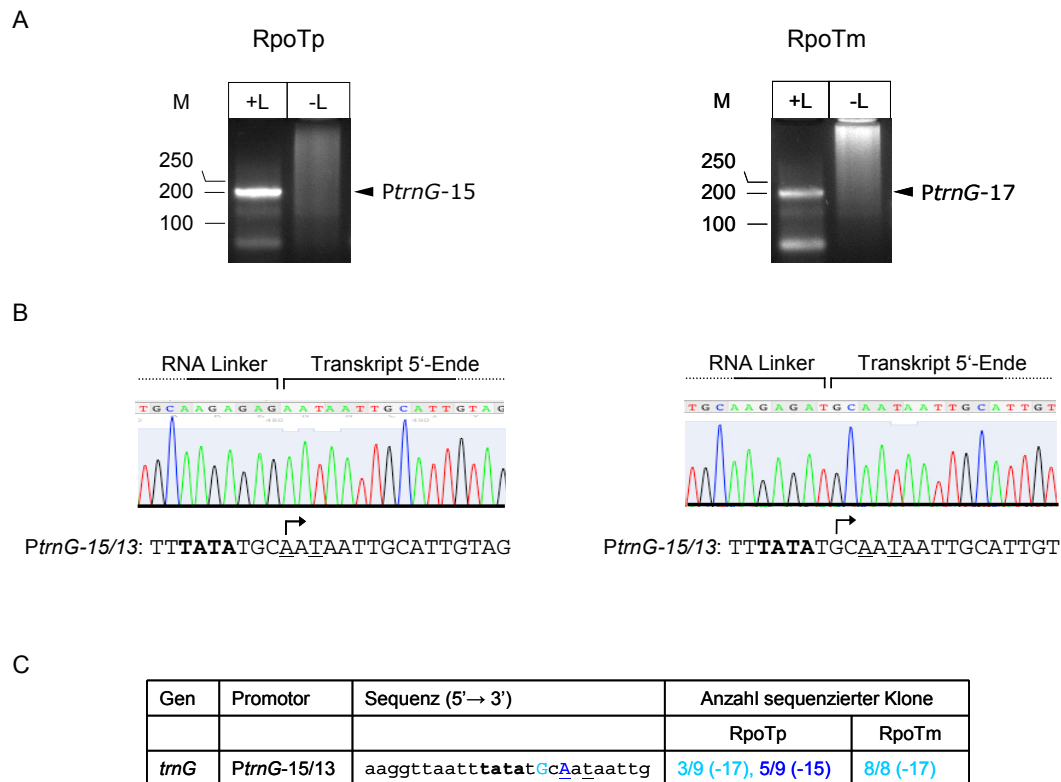 A
RpoTp RpoTm
M +L -L M +L -L
250 250
200 PtrnG-15 200 PtrnG-17
100 100
B
RNA Linker Transkript 5‘-Ende RNA Linker Transkript 5‘-Ende
TGCAAGAGAGAATAATTGCATTGTAG TGCAAGAGATGCAATAATTGCATTGT
PtrnG-15/13: TTTATATGCAATAATTGCATTGTAG PtrnG-15/13: TTTATATGCAATAATTGCATTGT
C
Gen Promotor Sequenz (5’→ 3’) Anzahl sequenzierter Klone
RpoTp RpoTm
trnG PtrnG-15/13 aaggttaatttatatGcAataattg 3/9 (-17), 5/9 (-15) 8/8 (-17)